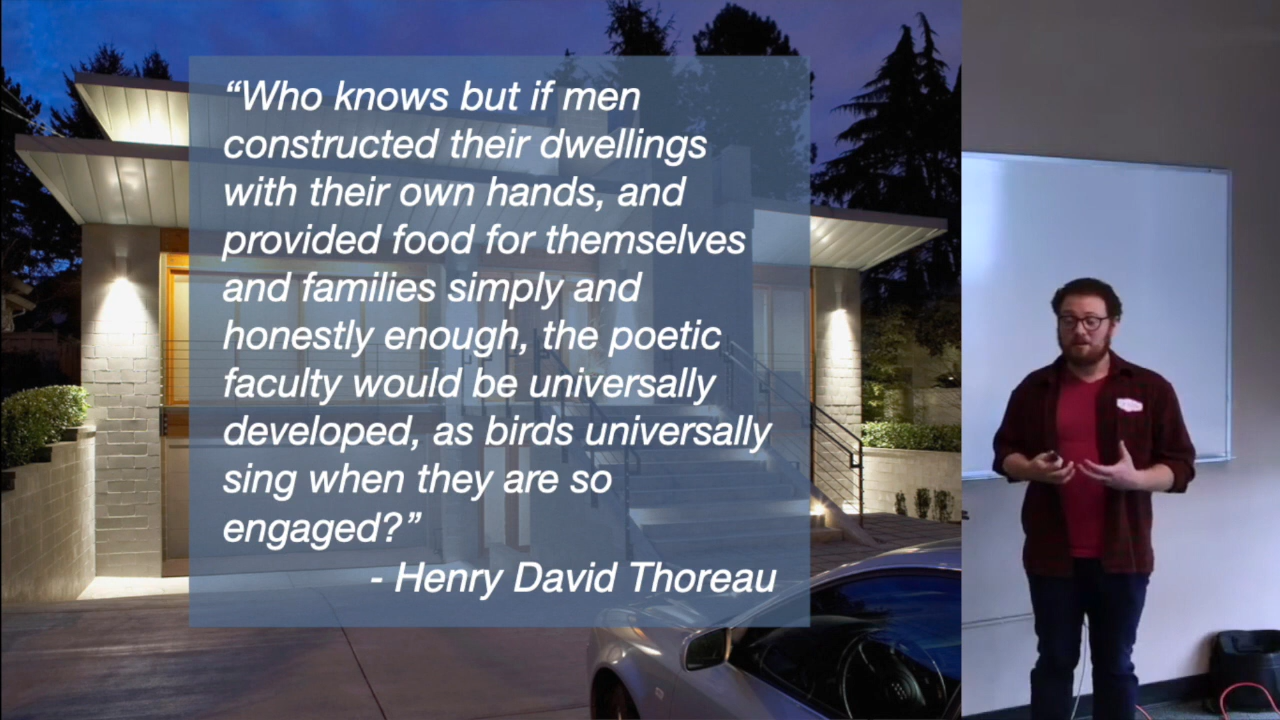 “Who knows but if men
constructed their dwellings
with their own hands, and
provided food for themselves
and families simply and
honestly enough, the poetic
faculty would be universally
developed, as birds universally
sing when they are so
engaged?”
- Henry David Thoreau